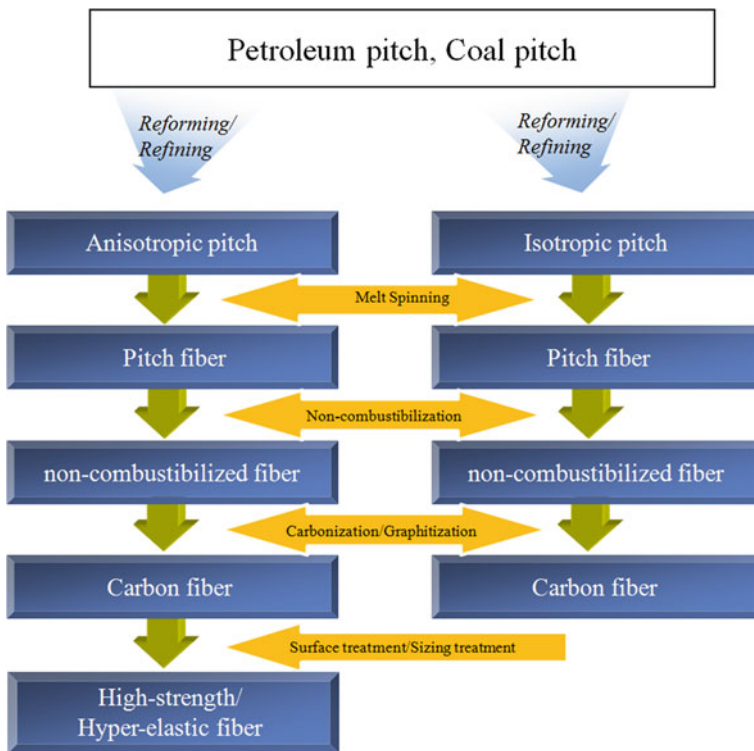 Petroleum pitch, Coal pitch
Reforming/
Refining
Reforming/
Refining
Anisotropic pitch
Isotropic pitch
Melt Spinning
Pitch fiber
Pitch fiber
Non-combustibilization
non-combustibilized fiber
non-combustibilized fiber
Carbonization/Graphitization
Carbon fiber
Carbon fiber
Surface treatment/Sizing treatment
High-strength/
Hyper-elastic fiber